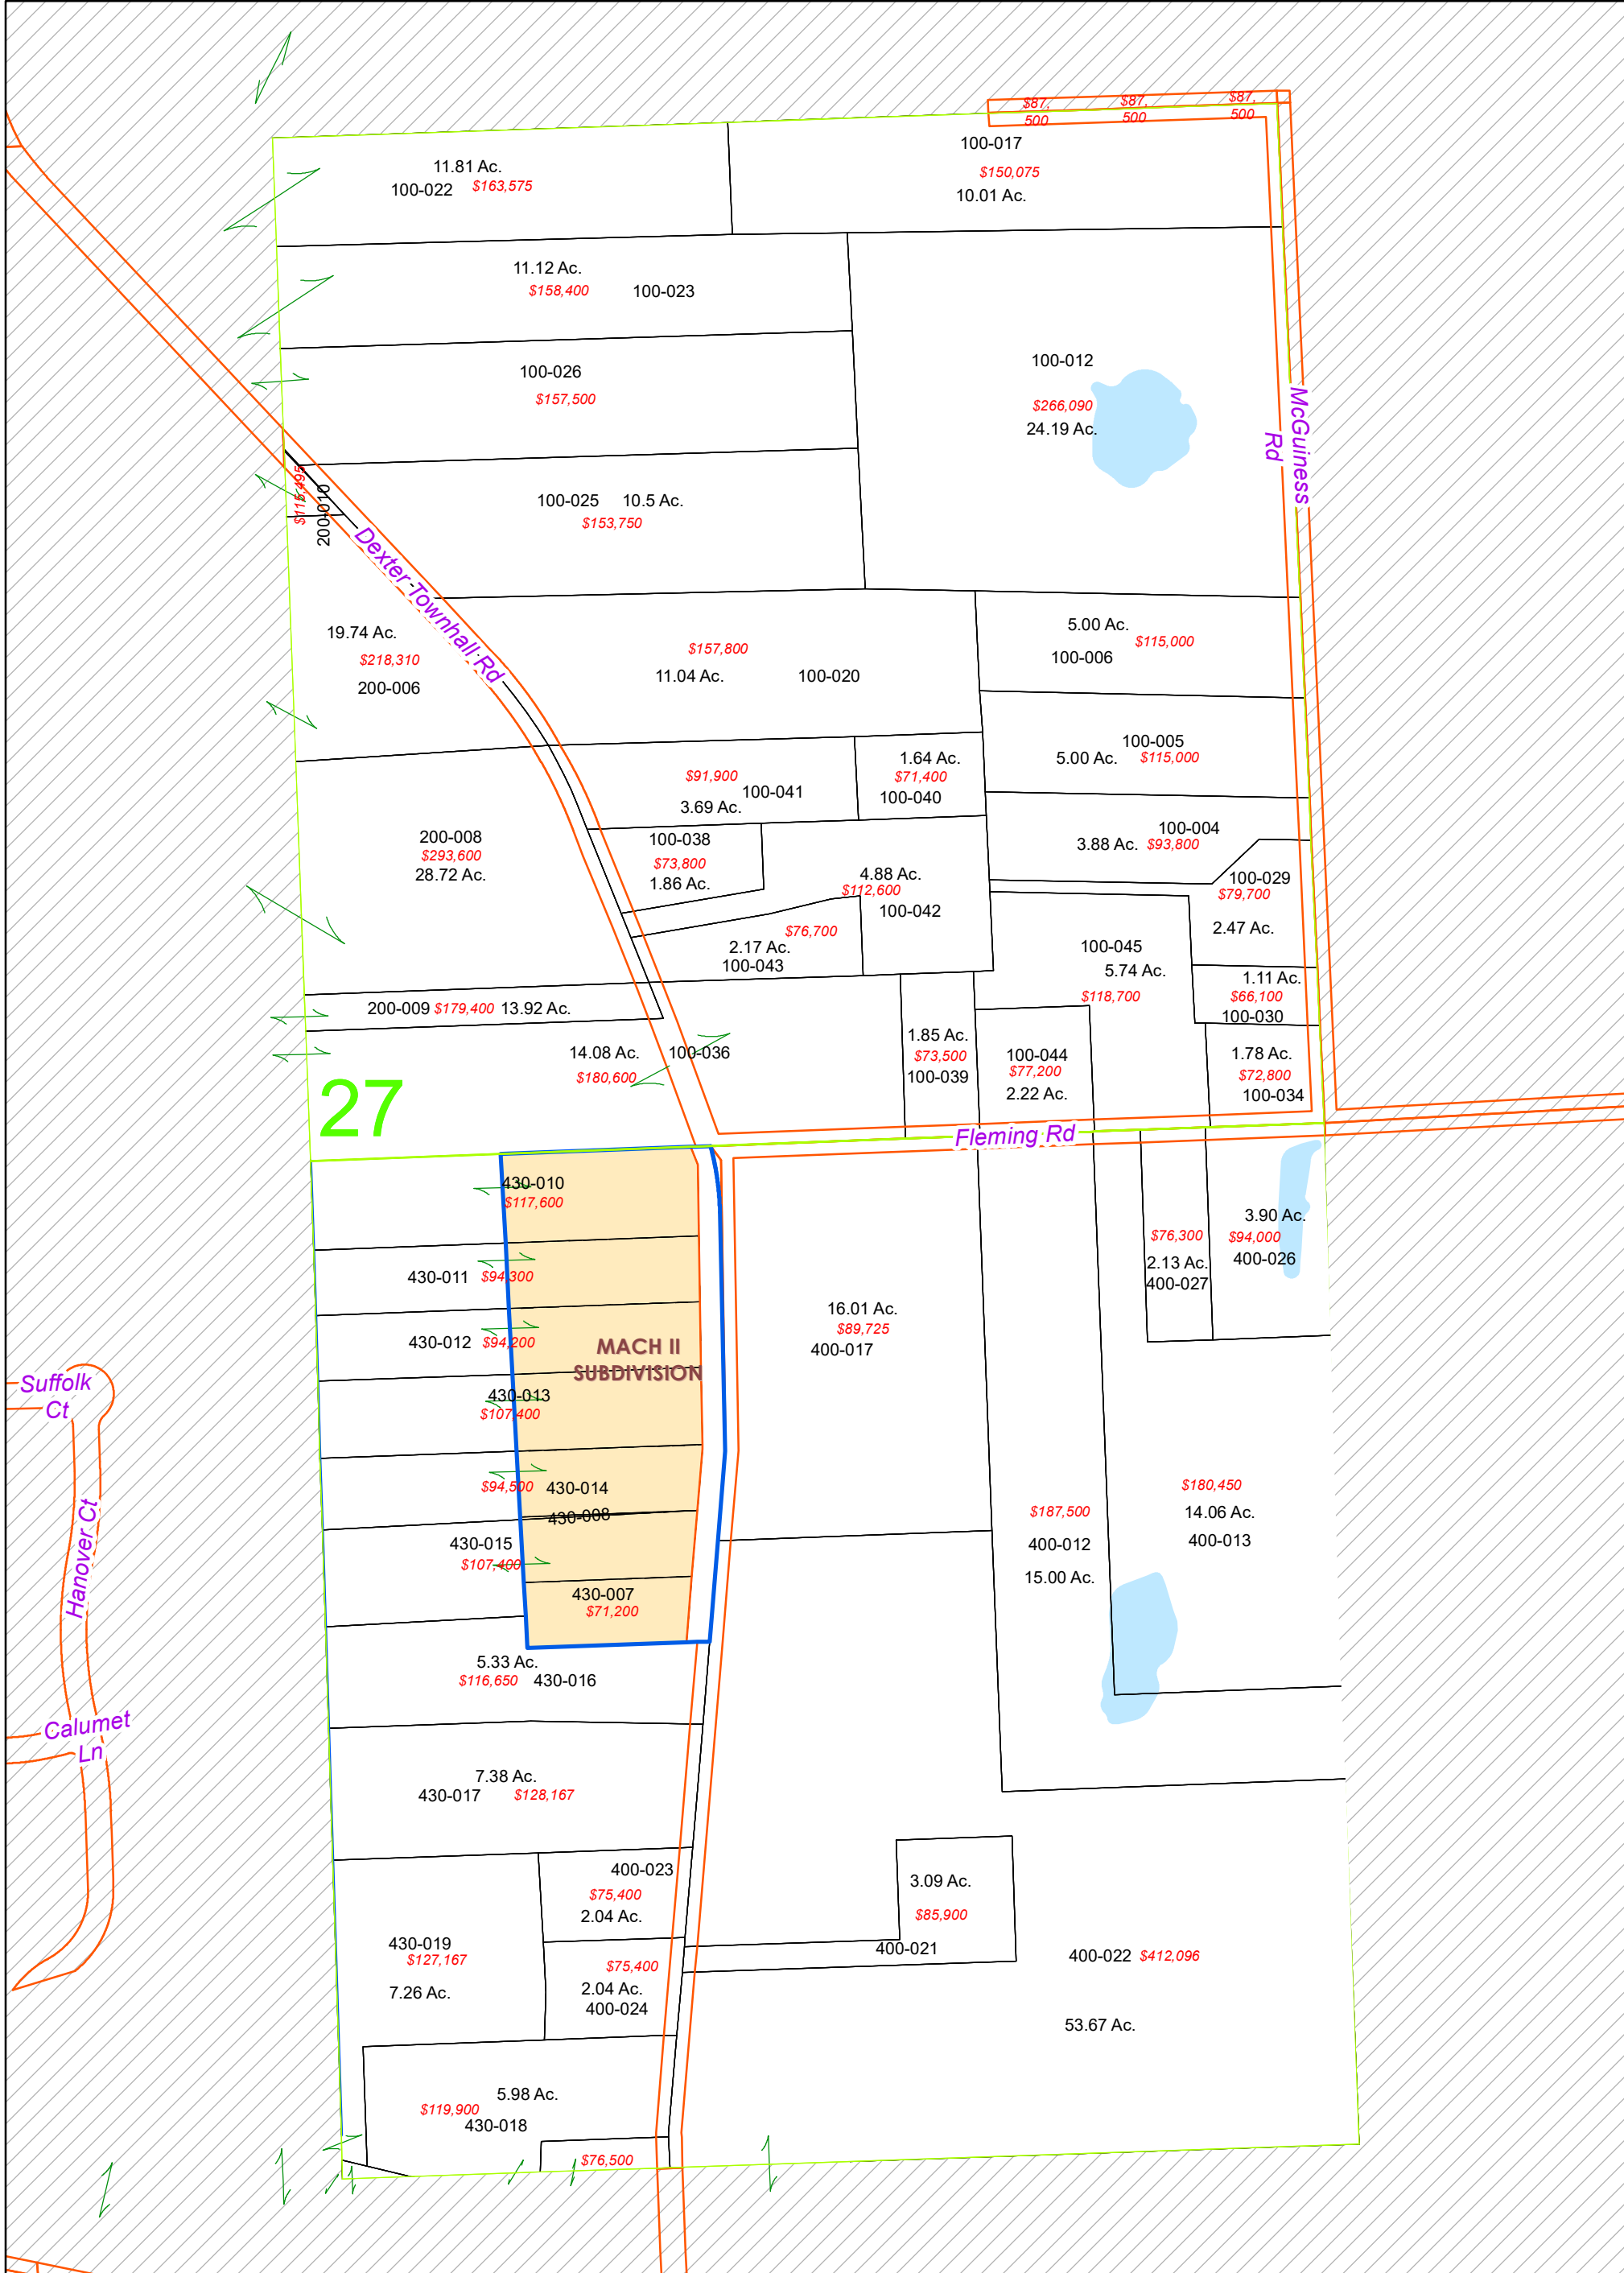 $87,
500
$87,
500
$87,
500
100-017
$150,075
10.01 Ac.
11.81 Ac.
100-022 $163,575
11.12 Ac.
$158,400 100-023
100-026
$157,500
100-012
$266,090
24.19 Ac.
McGuiness
Rd
$115,495
200-010
100-025 10.5 Ac.
$153,750
Dexter Townhall Rd
19.74 Ac.
$218,310
200-006
$157,800
11.04 Ac. 100-020
5.00 Ac.
$115,000
100-006
100-005
5.00 Ac. $115,000
$91,900
100-041
3.69 Ac.
1.64 Ac.
$71,400
100-040
200-008
$293,600
28.72 Ac.
100-038
$73,800
1.86 Ac.
4.88 Ac.
$112,600
100-042
100-004
3.88 Ac. $93,800
100-029
$79,700
2.47 Ac.
$76,700
2.17 Ac.
100-043
100-045
5.74 Ac.
$118,700
1.11 Ac.
$66,100
100-030
200-009 $179,400 13.92 Ac.
14.08 Ac. 100-036
$180,600
1.85 Ac.
$73,500
100-039
100-044
$77,200
2.22 Ac.
1.78 Ac.
$72,800
100-034
27
Fleming Rd
430-010
$117,600
430-011 $94,300
430-012 $94,200
MACH II
SUBDIVISION
430-013
$107,400
$94,500 430-014
430-008
430-015
$107,400
430-007
$71,200
16.01 Ac.
$89,725
400-017
$76,300
2.13 Ac.
400-027
3.90 Ac.
$94,000
400-026
$187,500
400-012
15.00 Ac.
$180,450
14.06 Ac.
400-013
Suffolk
Ct
Hanover Ct
Calumet
Ln
5.33 Ac.
$116,650 430-016
7.38 Ac.
430-017 $128,167
400-023
$75,400
2.04 Ac.
3.09 Ac.
$85,900
400-021
400-022 $412,096
53.67 Ac.
430-019
$127,167
7.26 Ac.
$75,400
2.04 Ac.
400-024
5.98 Ac.
$119,900
430-018
$76,500